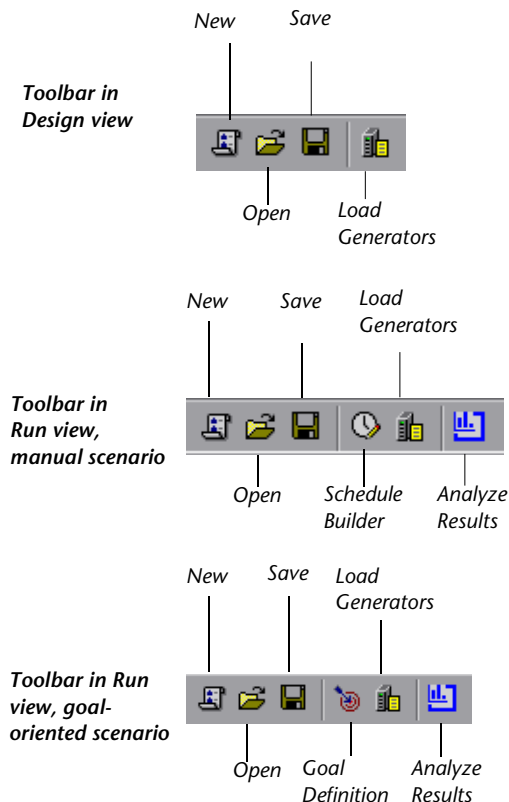 New
Save
Toolbar in
Design view
Open
Load
Generators
New
Save
Load
Generators
Toolbar in
Run view,
manual scenario
Open
Schedule
Builder
Analyze
Results
New
Save
Load
Generators
Toolbar in Run
view, goal-
oriented scenario
Open
Goal
Definition
Analyze
Results